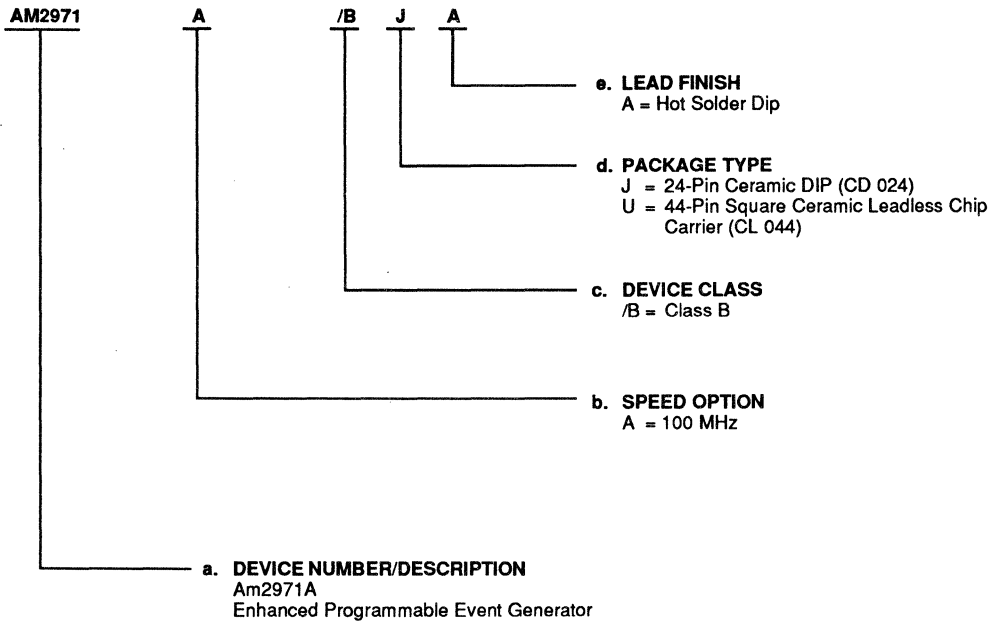 AM2971 A /B J A
e. LEAD FINISH
A = Hot Solder Dip
d. PACKAGE TYPE
J = 24-Pin Ceramic DIP (CD 024)
U = 44-Pin Square Ceramic Leadless Chip
Carrier (CL 044)
c. DEVICE CLASS
/B = Class B
b. SPEED OPTION
A = 100 MHz
a. DEVICE NUMBER/DESCRIPTION
Am2971A
Enhanced Programmable Event Generator